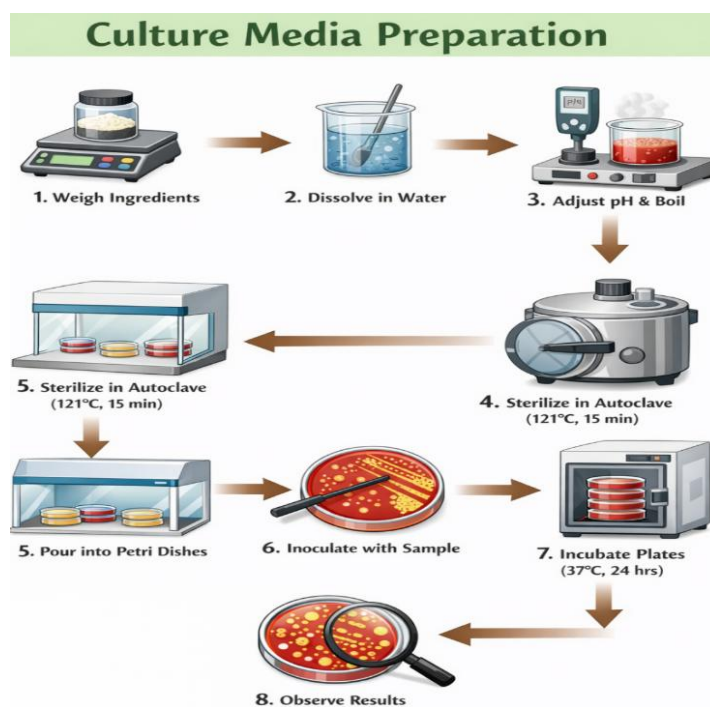 Culture Media Preparation
1. Weigh Ingredients
2. Dissolve in Water
pH
3. Adjust pH & Boil
5. Sterilize in Autoclave
(121°C, 15 min)
4. Sterilize in Autoclave
(121°C, 15 min)
5. Pour into Petri Dishes
6. Inoculate with Sample
7. Incubate Plates
(37°C, 24 hrs)
8. Observe Results